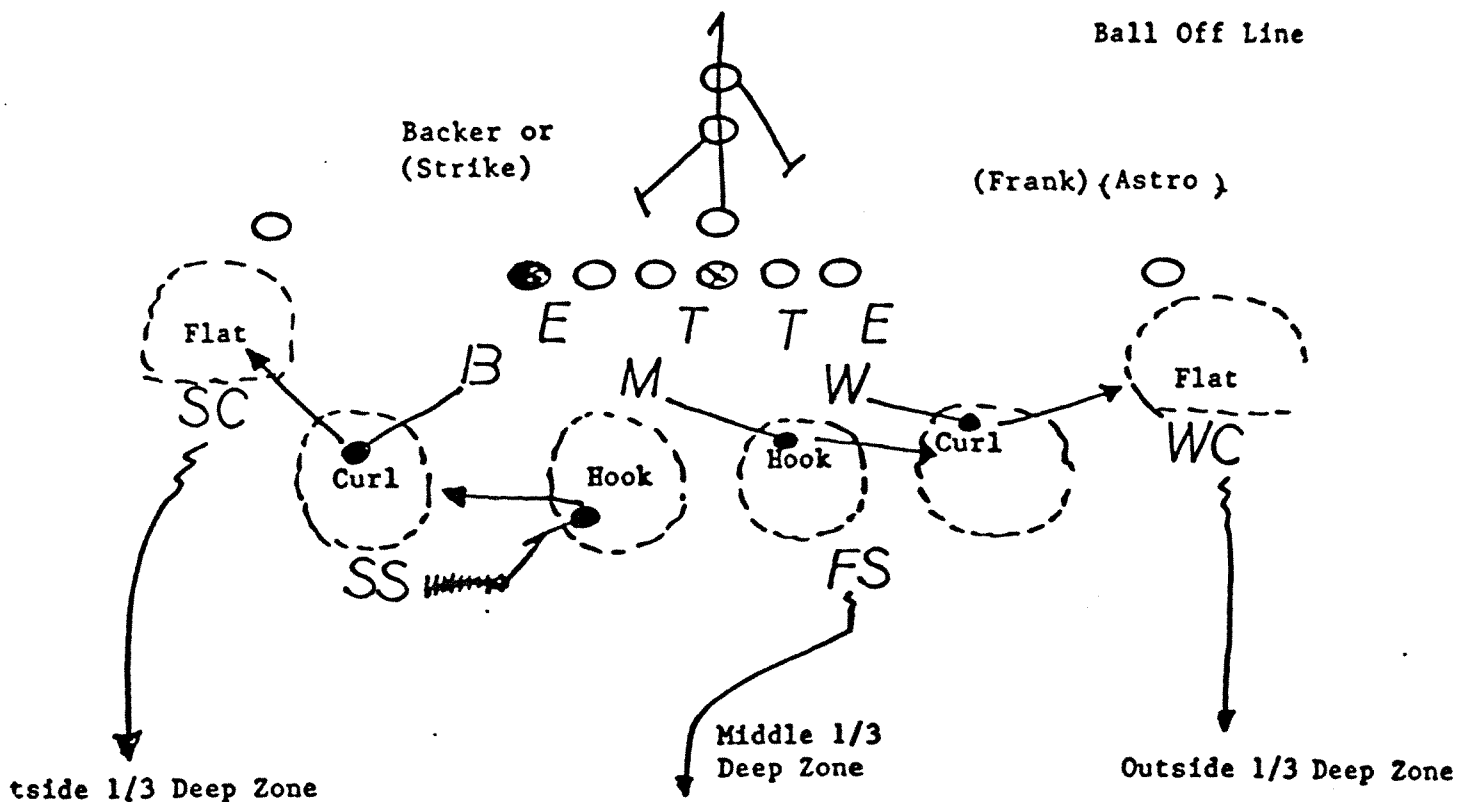 Ball Off Line
Backer or
(Strike)
(Frank) {Astro }
Flat
E T T E
B M W
Flat
SC
WC
Curl
Hook
Hook
Curl
SS
FS
Middle 1/3
Deep Zone
tside 1/3 Deep Zone
Outside 1/3 Deep Zone